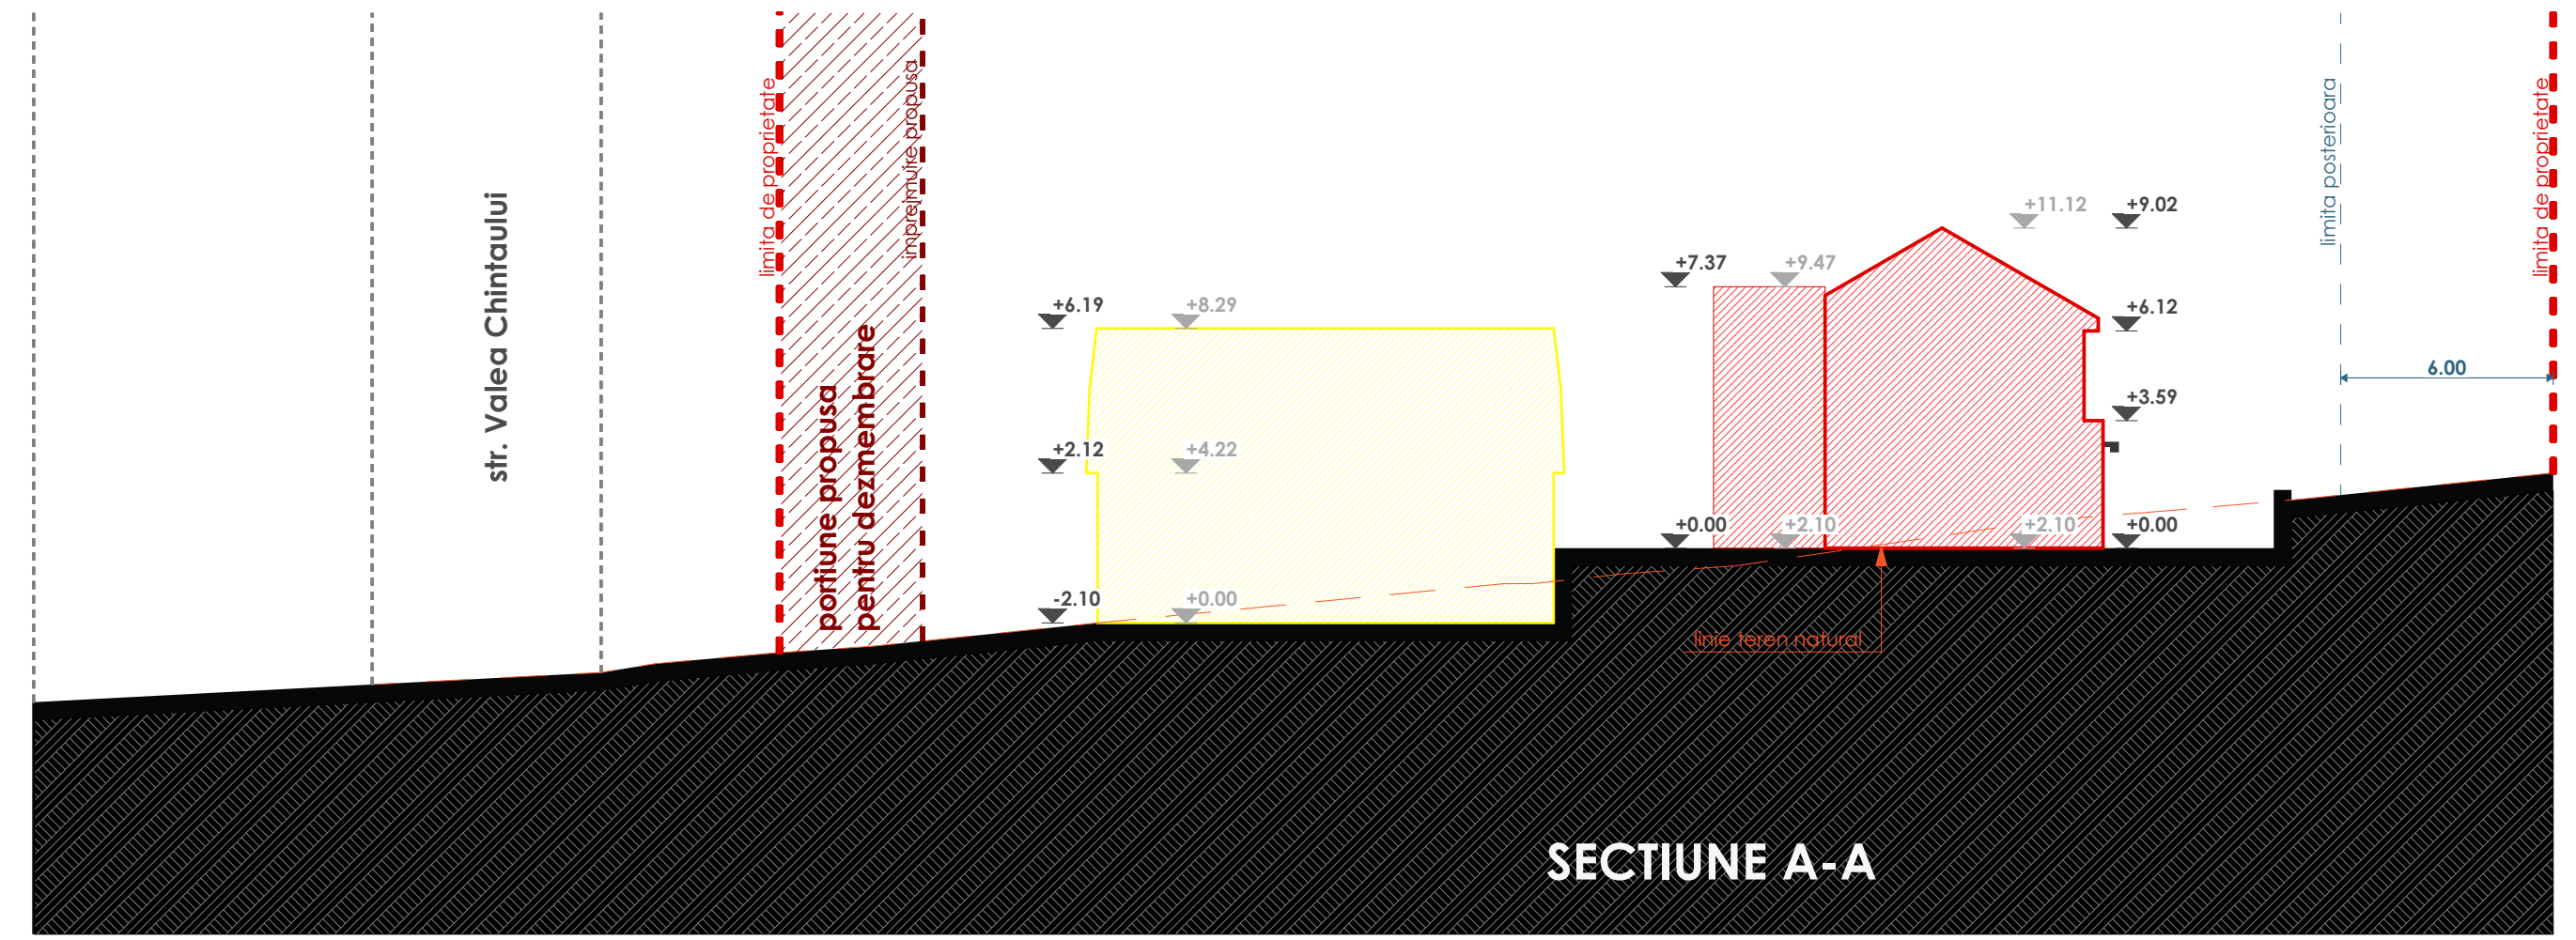 str. Valea Chintaului
limita de proprietate
portiune propusa
pentru dezmembrare
imprejmuire propusa
+6.19
+8.29
+2.12
+4.22
-2.10
+0.00
+7.37
+9.47
+0.00
+2.10
+11.12
+9.02
+6.12
+3.59
+2.10
+0.00
linie teren natural
limita posterioara
6.00
limita de proprietate
SECTIUNE A-A